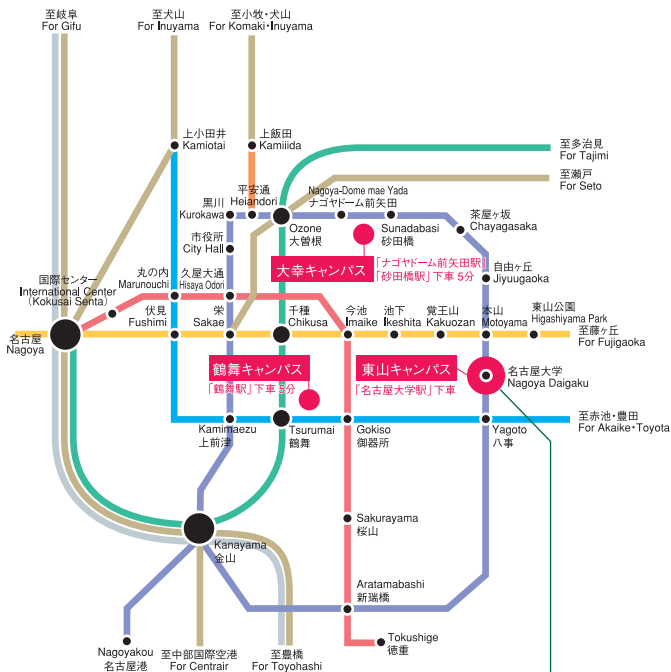 至岐阜
For Gifu
至犬山
For Inuyama
至小牧・犬山
For Komaki・Inuyama
上小田井
Kamiotai
上飯田
Kamiiida
至多治見
For Tajimi
至瀬戸
For Seto
黒川
Kurokawa
平安通
Heiandori
Nagoya-Dome mae Yada
ナゴヤドーム前矢田
Ozone
大曽根
Sunadabasi
砂田橋
茶屋ヶ坂
Chayagasaka
市役所
City Hall
大幸キャンパス
「ナゴヤドーム前矢田駅」
「砂田橋駅」下車 5分
自由ヶ丘
Jiyuugaoka
国際センター
International Center
(Kokusai Senta)
丸の内
Marunouchi
久屋大通
Hisaya Odori
名古屋
Nagoya
伏見
Fushimi
栄
Sakae
千種
Chikusa
今池
Imaike
池下
Ikeshita
覚王山
Kakuozan
本山
Motoyama
東山公園
Higashiyama Park
至藤ヶ丘
For Fujigaoka
鶴舞キャンパス
「鶴舞駅」下車 5分
東山キャンパス
「名古屋大学駅」下車
名古屋大学
Nagoya Daigaku
Kamimaezu
上前津
Tsurumai
鶴舞
Gokiso
御器所
Yagoto
八事
至赤池・豊田
For Akaike・Toyota
Sakurayama
桜山
Kanayama
金山
Aratamabashi
新瑞橋
Nagoyakou
名古屋港
至中部国際空港
For Centrair
至豊橋
For Toyohashi
Tokushige
徳重